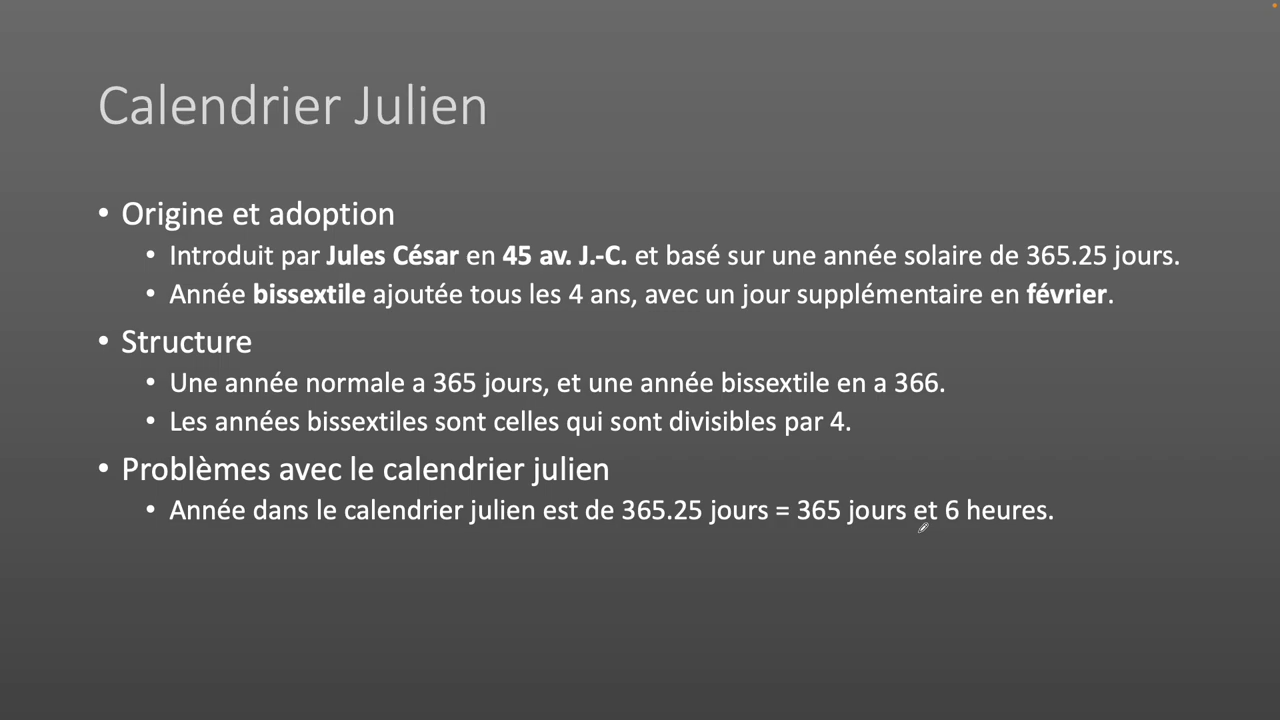 Calendrier Julien
• Origine et adoption
• Introduit par Jules César en 45 av. J.-C. et basé sur une année solaire de 365.25 jours.
• Année bissextile ajoutée tous les 4 ans, avec un jour supplémentaire en février.
• Structure
• Une année normale a 365 jours, et une année bissextile en a 366.
• Les années bissextiles sont celles qui sont divisibles par 4.
• Problèmes avec le calendrier julien
• Année dans le calendrier julien est de 365.25 jours = 365 jours et 6 heures.